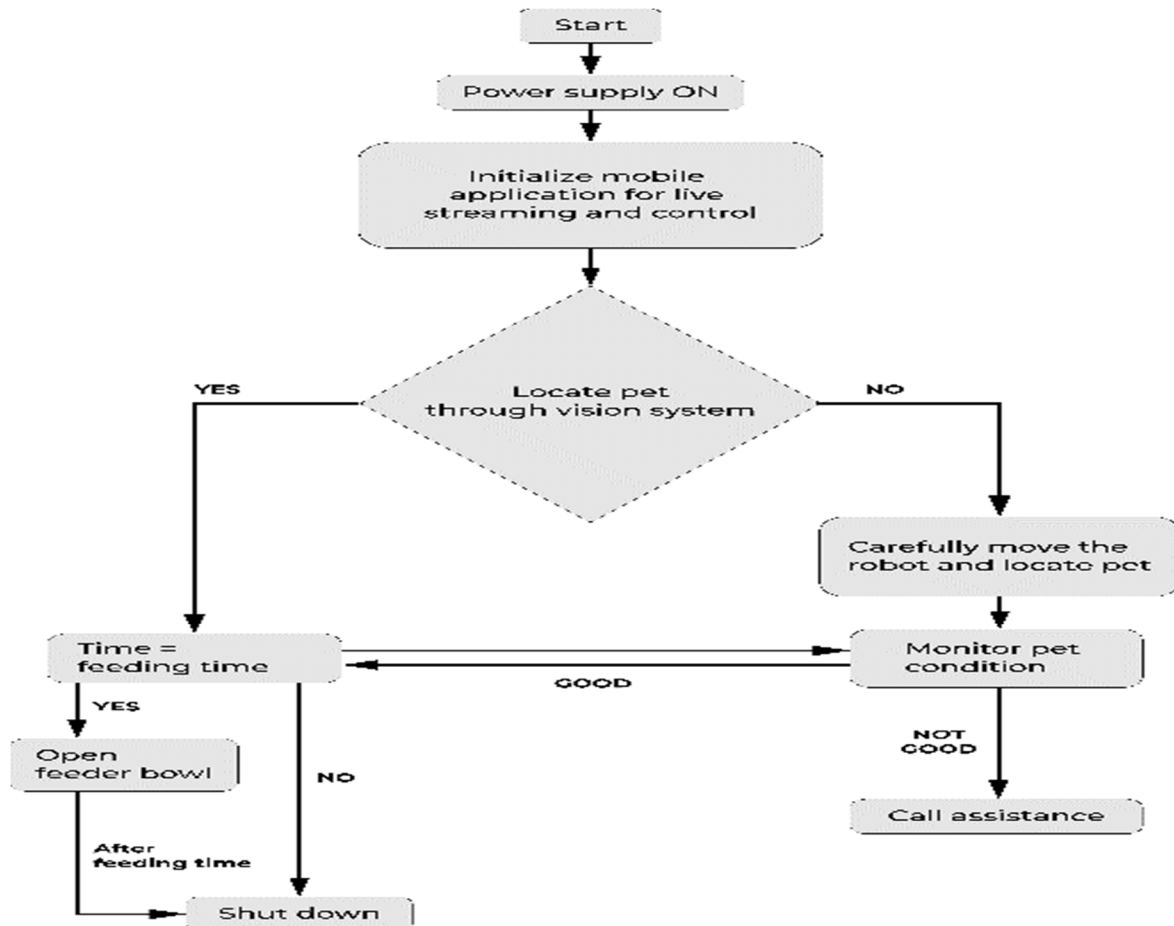 Start
Power supply ON
Initialize mobile
application for live
streaming and control
YES
Locate pet
through vision system
NO
Carefully move the
robot and locate pet
Time =
feeding time
Monitor pet
condition
GOOD
YES
NOT
GOOD
Open
feeder bowl
NO
Call assistance
After
feeding time
Shut down